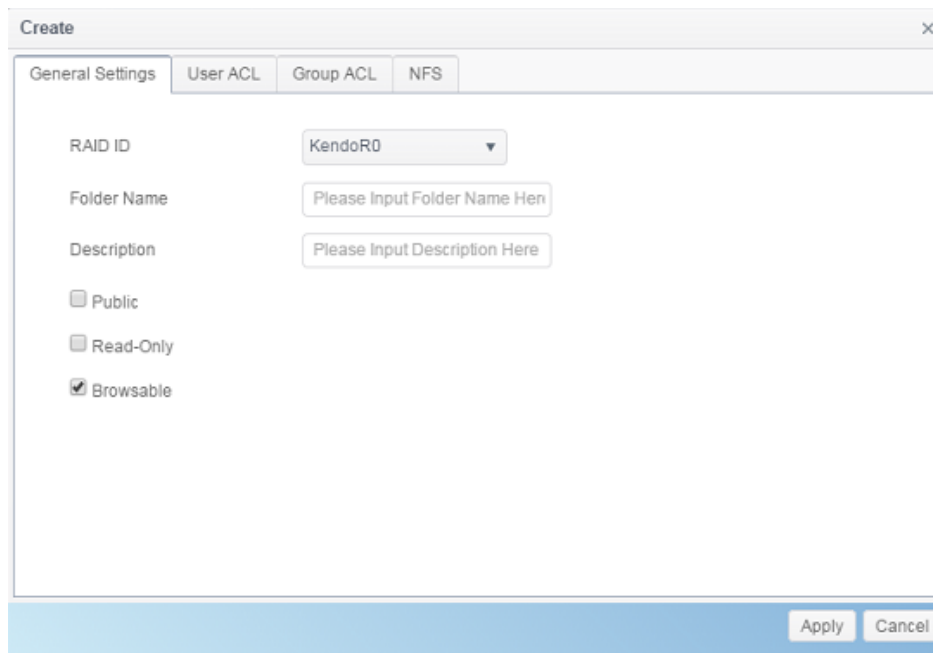 Create
General Settings User ACL Group ACL NFS
RAID ID KendoR0
Folder Name Please Input Folder Name Her
Description Please Input Description Here
Public
Read-Only
Browsable
Apply Cancel